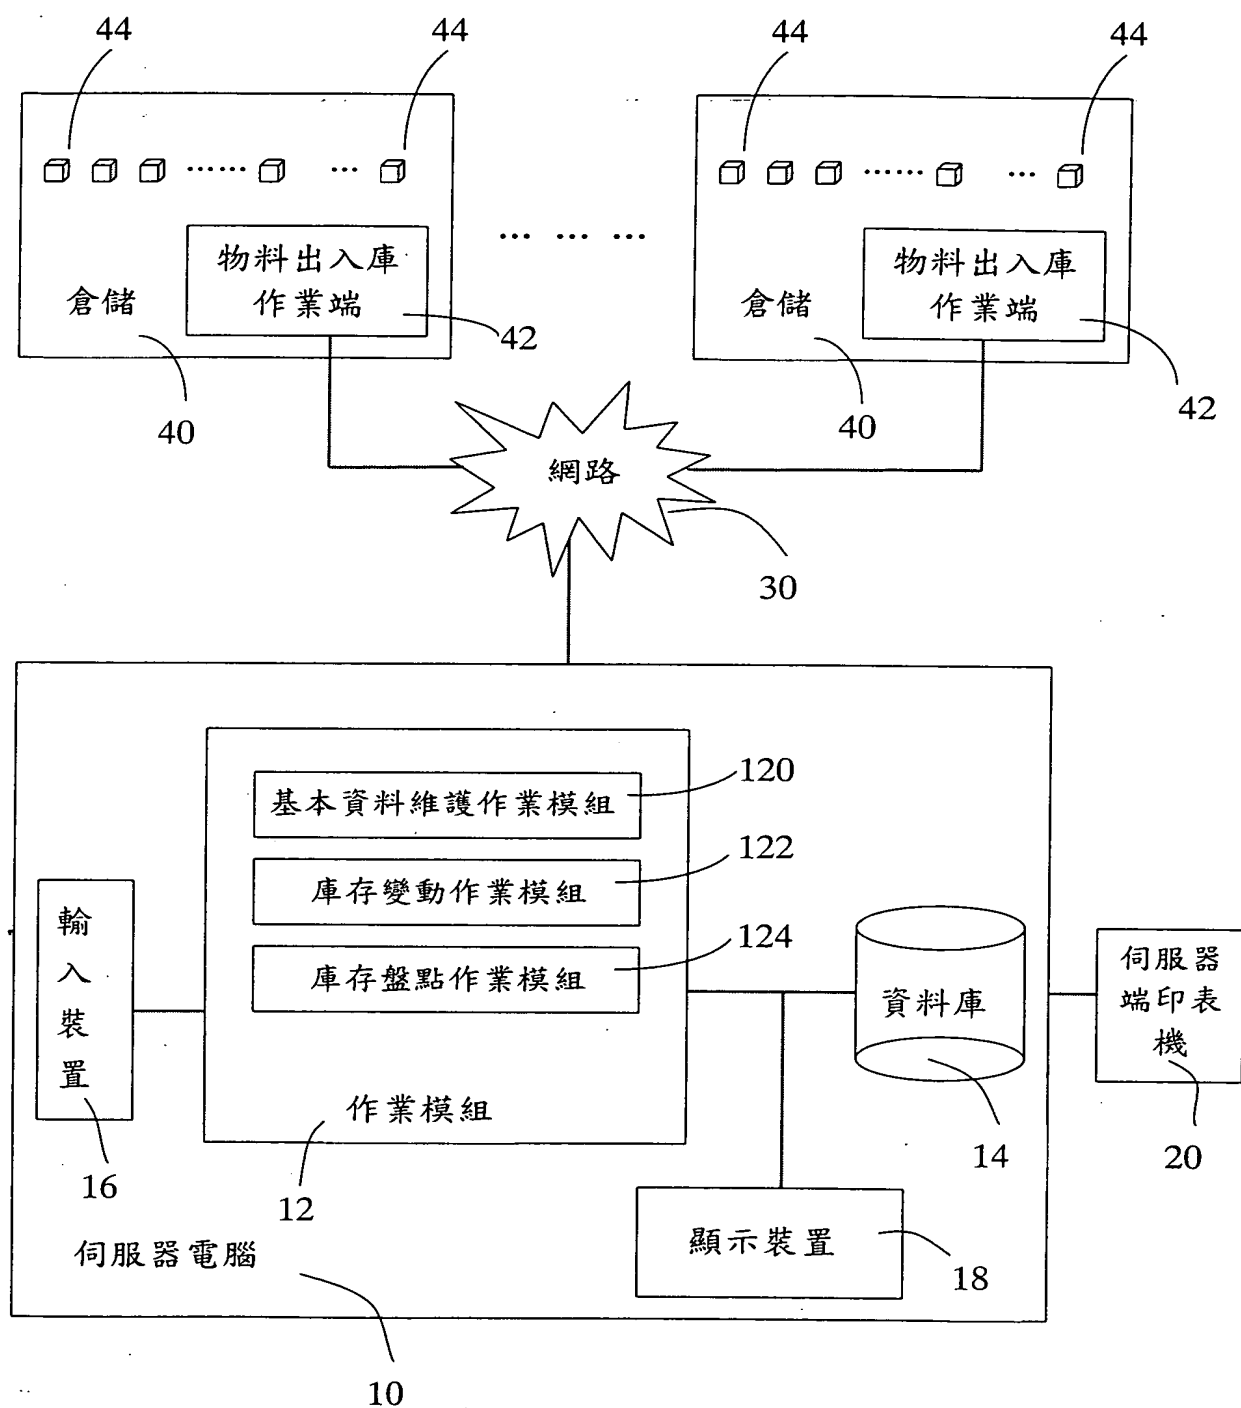 44
44
44
44
物料出入庫
作業端
倉儲
42
40
物料出入庫
作業端
倉儲
42
40
網路
30
基本資料維護作業模組
120
庫存變動作業模組
122
庫存盤點作業模組
124
輸
入
裝
置
16
作業模組
12
資料庫
14
伺服器
端印表
機
20
顯示裝置
18
伺服器電腦
10